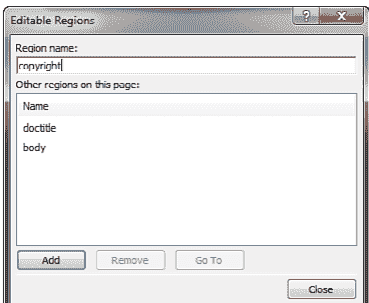 Editable Regions
Region name:
copyright
Other regions on this page:
Name
doctitle
body
Add Remove Go To
Close